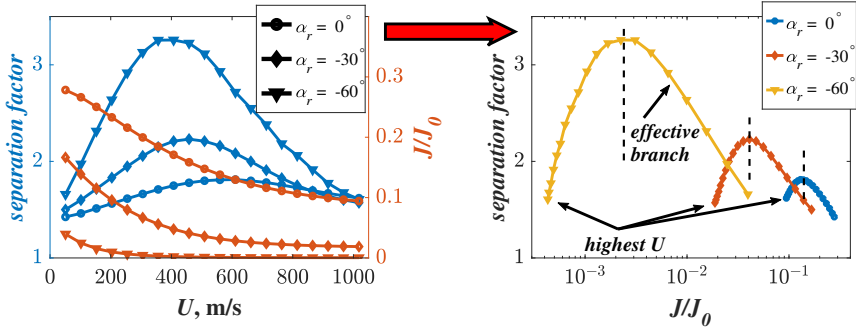 α_r = 0°
α_r = -30°
α_r = -60°
separation factor
3
2
1
0.3
0.2
0.1
0
J/J_0
0 200 400 600 800 1000
U, m/s
α_r = 0°
α_r = -30°
α_r = -60°
separation factor
3
2
1
effective
branch
highest U
10^-3 10^-2 10^-1
J/J_0